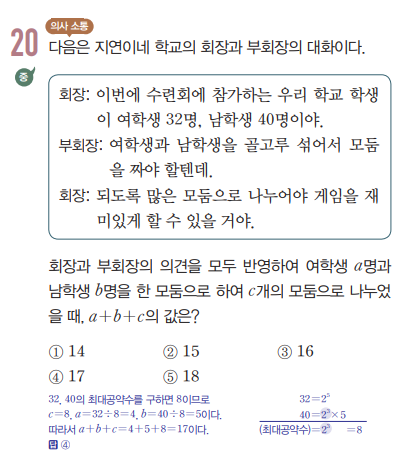 의사 소통
20 다음은 지연이네 학교의 회장과 부회장의 대화이다.
중
회장: 이번에 수련회에 참가하는 우리 학교 학생
이 여학생 32명, 남학생 40명이야.
부회장: 여학생과 남학생을 골고루 섞어서 모둠
을 짜야 할텐데.
회장: 되도록 많은 모둠으로 나누어야 게임을 재
미있게 할 수 있을 거야.
회장과 부회장의 의견을 모두 반영하여 여학생 a명과
남학생 b명을 한 모둠으로 하여 c개의 모둠으로 나누었
을 때, a+b+c의 값은?
① 14 ② 15 ③ 16
④ 17 ⑤ 18
32, 40의 최대공약수를 구하면 8이므로
c=8, a=32÷8=4, b=40÷8=5이다.
따라서 a+b+c=4+5+8=17이다.
답 ④
32=2⁵
40=2³×5
(최대공약수)=2³ =8